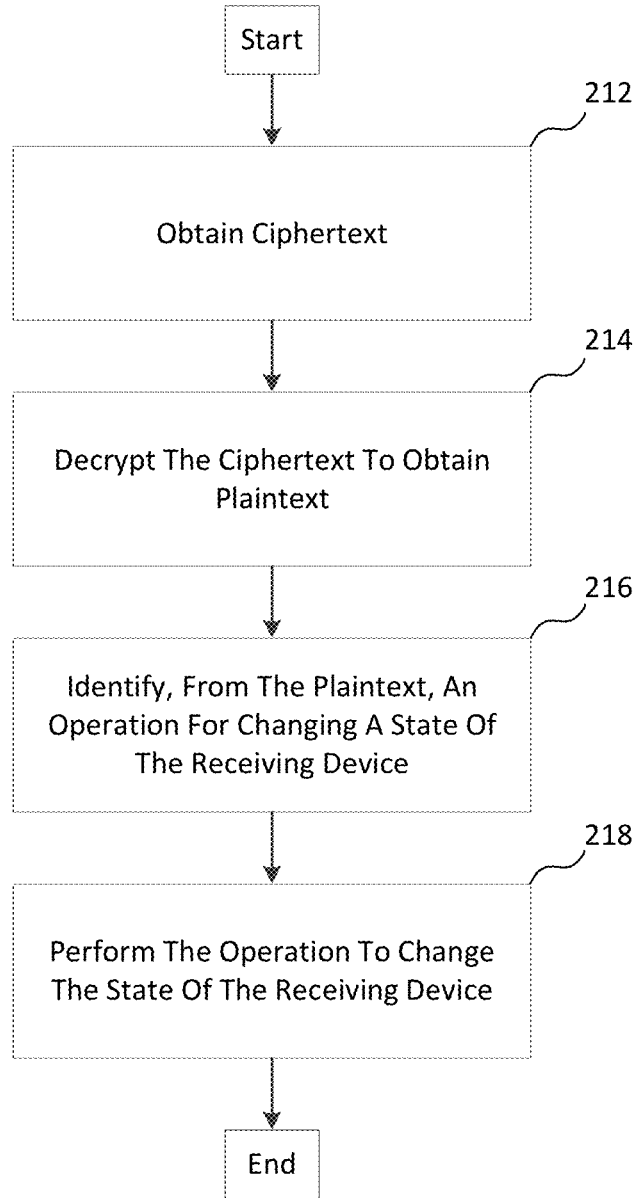 Start
212
Obtain Ciphertext
214
Decrypt The Ciphertext To Obtain
Plaintext
216
Identify, From The Plaintext, An
Operation For Changing A State Of
The Receiving Device
218
Perform The Operation To Change
The State Of The Receiving Device
End